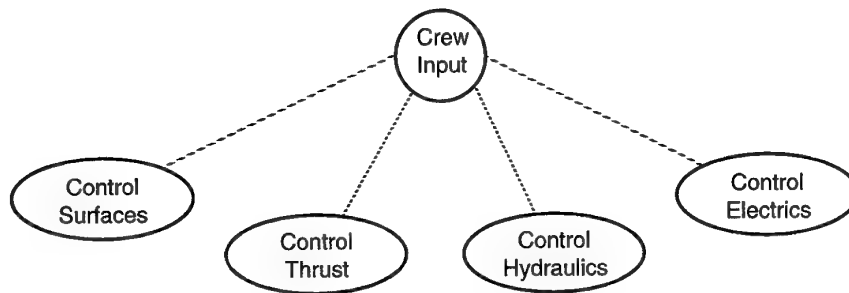 Crew
Input
Control
Surfaces
Control
Thrust
Control
Hydraulics
Control
Electrics